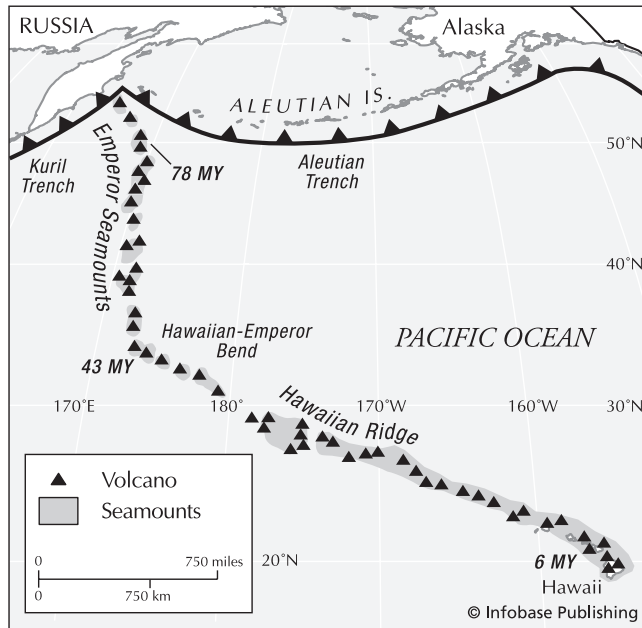 RUSSIA
Alaska
ALEUTIAN IS.
Kuril
Trench
Emperor Seamounts
78 MY
Aleutian
Trench
50°N
40°N
Hawaiian-Emperor
Bend
PACIFIC OCEAN
43 MY
170°E
180°
Hawaiian Ridge
170°W
160°W
30°N
Volcano
Seamounts
0
750 miles
0
750 km
20°N
6 MY
Hawaii
© Infobase Publishing